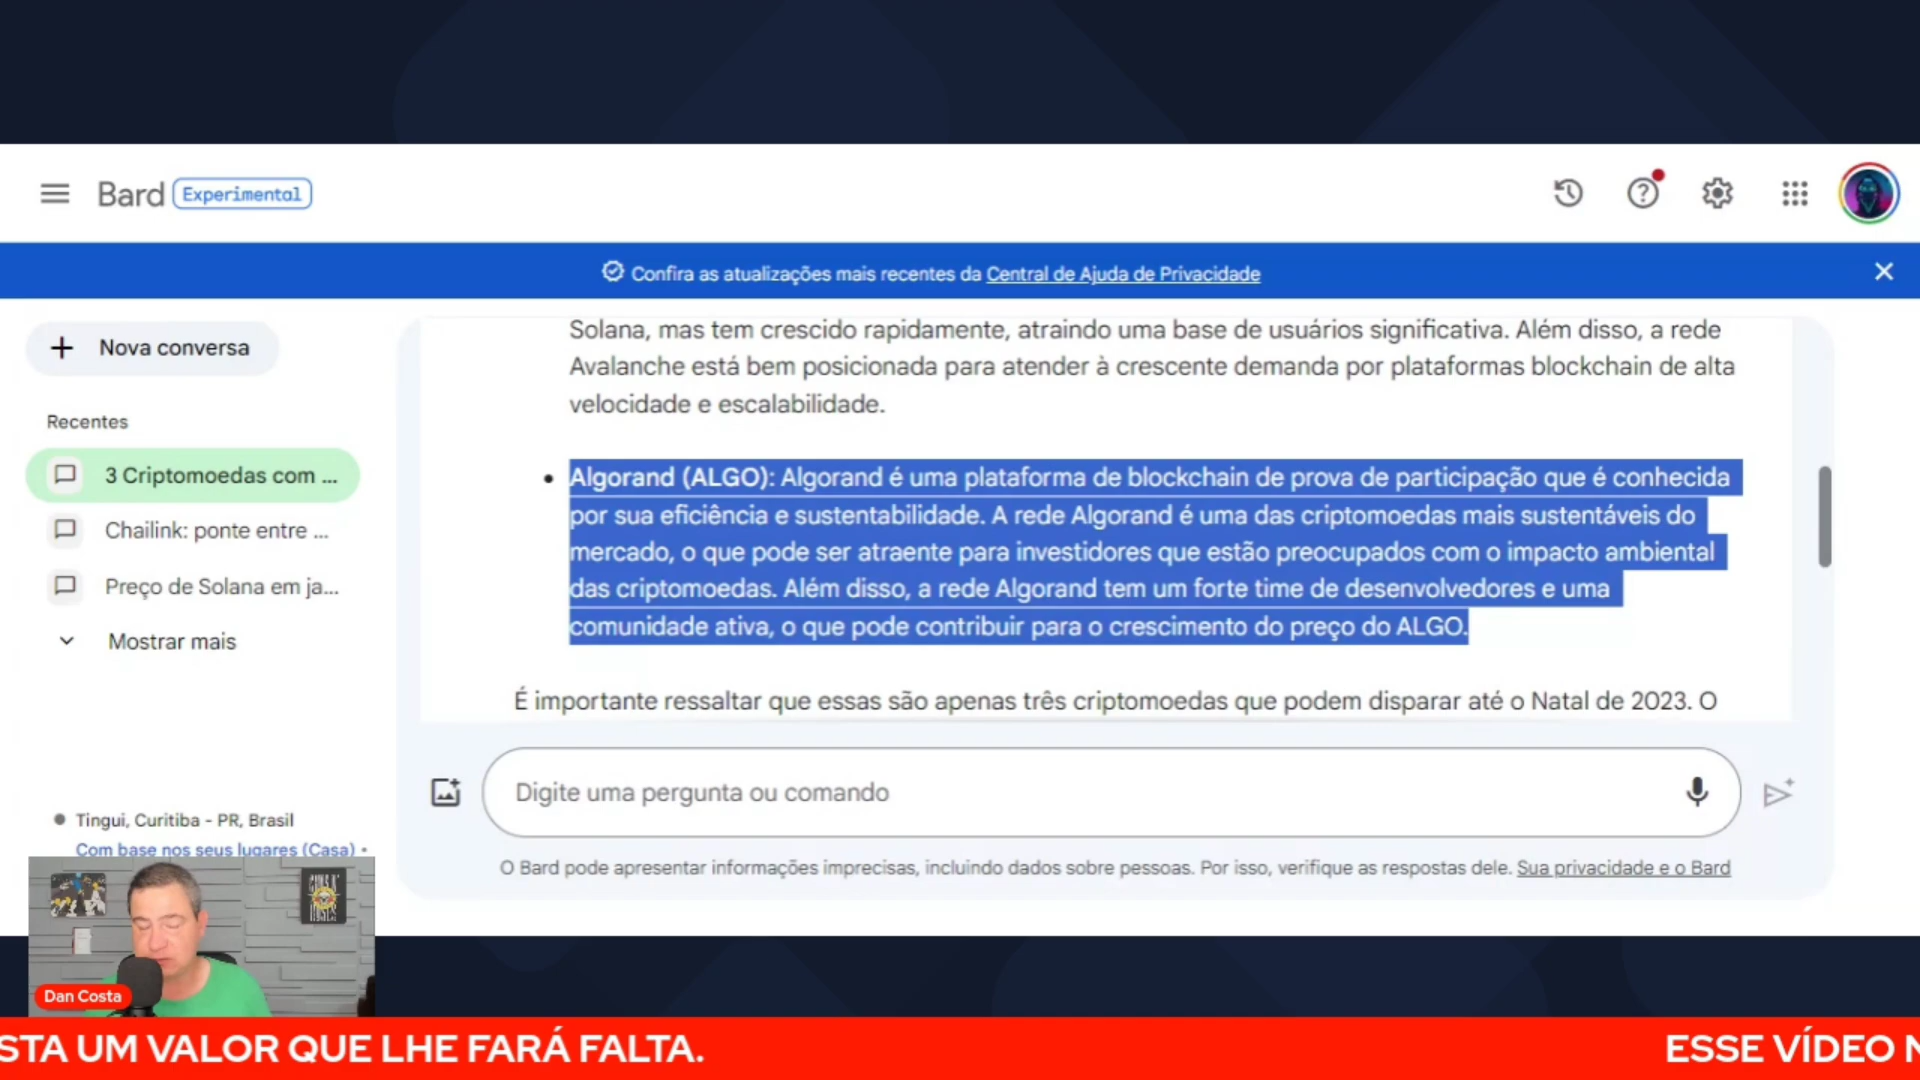 Bard Experimental
Confira as atualizações mais recentes da Central de Ajuda de Privacidade
Nova conversa
Recentes
3 Criptomoedas com ...
Chailink: ponte entre ...
Preço de Solana em ja...
Mostrar mais
Tingui, Curitiba - PR, Brasil
Com base nos seus lugares (Casa) •
Solana, mas tem crescido rapidamente, atraindo uma base de usuários significativa. Além disso, a rede
Avalanche está bem posicionada para atender à crescente demanda por plataformas blockchain de alta
velocidade e escalabilidade.
• Algorand (ALGO): Algorand é uma plataforma de blockchain de prova de participação que é conhecida
por sua eficiência e sustentabilidade. A rede Algorand é uma das criptomoedas mais sustentáveis do
mercado, o que pode ser atraente para investidores que estão preocupados com o impacto ambiental
das criptomoedas. Além disso, a rede Algorand tem um forte time de desenvolvedores e uma
comunidade ativa, o que pode contribuir para o crescimento do preço do ALGO.
É importante ressaltar que essas são apenas três criptomoedas que podem disparar até o Natal de 2023. O
Digite uma pergunta ou comando
O Bard pode apresentar informações imprecisas, incluindo dados sobre pessoas. Por isso, verifique as respostas dele. Sua privacidade e o Bard
Dan Costa
STA UM VALOR QUE LHE FARÁ FALTA.
ESSE VÍDEO N